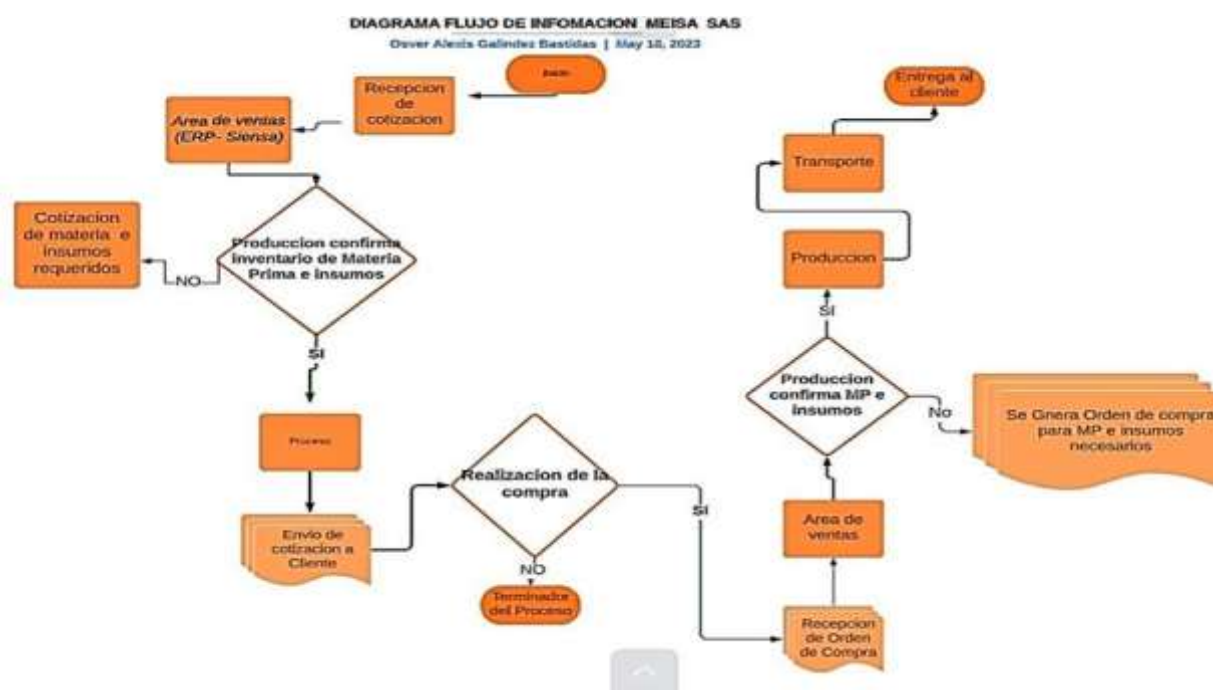 DIAGRAMA FLUJO DE INFOMACION MEISA SAS
Osver Alexis Galindez Bastidas | May 18, 2023
Inicio
Recepcion
de
cotizacion
Area de ventas
(ERP- Siensa)
Produccion confirma
inventario de Materia
Prima e insumos
NO
Cotizacion
de materia e
insumos
requeridos
SI
Proceso
Envio de
cotizacion a
Cliente
Realizacion de la
compra
NO
Terminador
del Proceso
SI
Recepcion
de Orden
de Compra
Area de
ventas
Produccion
confirma MP e
insumos
No
Se Gnera Orden de compra
para MP e insumos
necesarios
SI
Produccion
Transporte
Entrega al
cliente